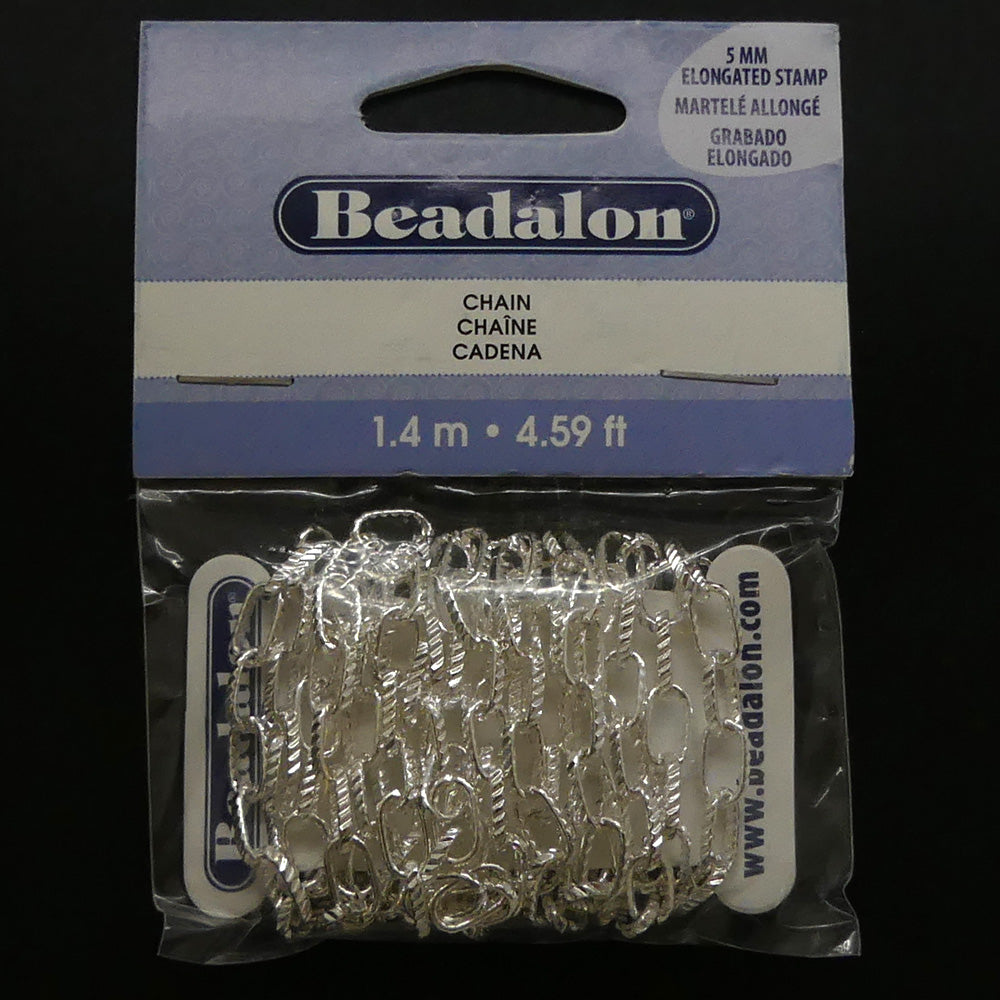 5 MM
ELONGATED STAMP
MARTELÉ ALLONGÉ
GRABADO
ELONGADO
Beadalon®
CHAIN
CHAÎNE
CADENA
1.4 m • 4.59 ft
Beadalon®
www.beadalon.com